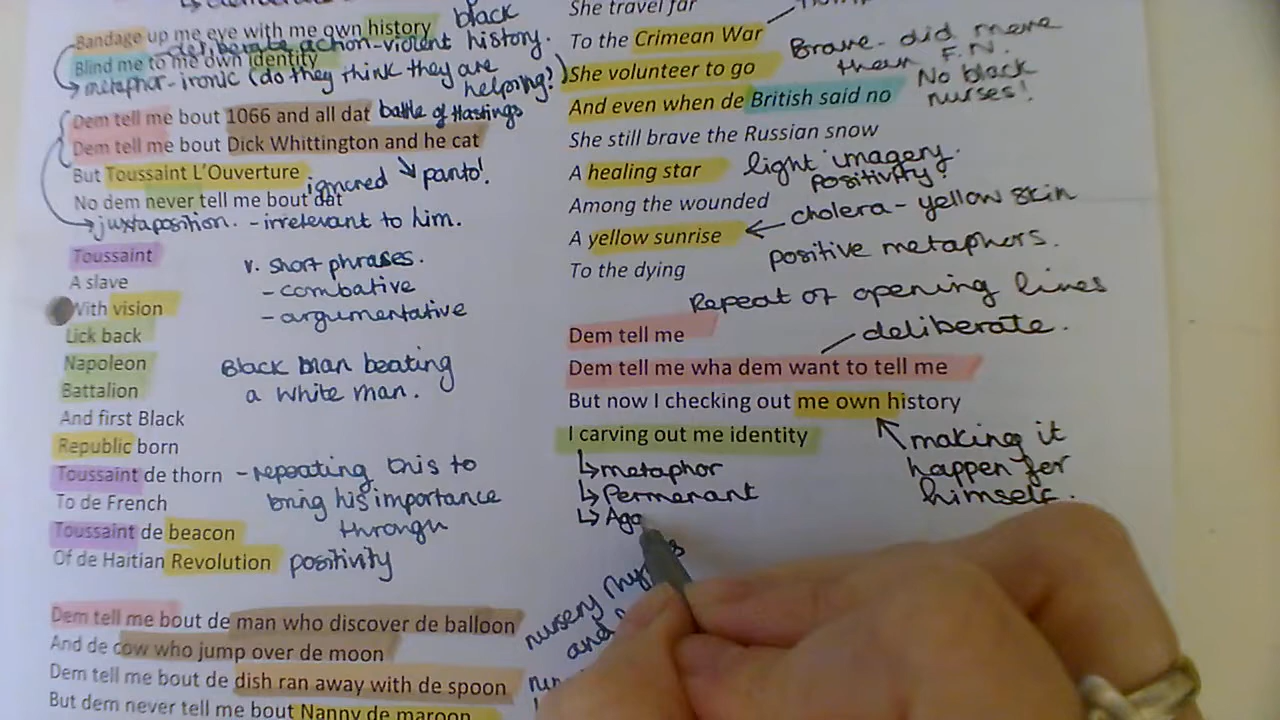 Bandage up me eye with me own history
black
deliberate action-violent history.
Blind me to me own identity
metaphor-ironic (do they think they are helping?)
Dem tell me bout 1066 and all dat
battle of Hastings
Dem tell me bout Dick Whittington and he cat
But Toussaint L'Ouverture
ignored
panto!
No dem never tell me bout dat
juxtaposition. - irrelevant to him.
Toussaint
A slave
With vision
Lick back
Napoleon
Battalion
And first Black
Republic born
Toussaint de thorn
To de French
Toussaint de beacon
Of de Haitian Revolution
v. short phrases.
- combative
- argumentative
Black man beating
a white man.
- repeating this to
bring his importance
through
positivity
Dem tell me bout de man who discover de balloon
And de cow who jump over de moon
Dem tell me bout de dish ran away with de spoon
But dem never tell me bout Nanny de maroon
She travel far
To the Crimean War
She volunteer to go
And even when de British said no
She still brave the Russian snow
A healing star
Among the wounded
A yellow sunrise
To the dying
Brave - did more
than F.N.
No black
nurses!
light imagery.
positivity?
cholera - yellow skin
positive metaphors.
Repeat of opening lines
deliberate.
Dem tell me
Dem tell me wha dem want to tell me
But now I checking out me own history
I carving out me identity
metaphor
Permenant
Ago
making it
happen for
himself.
nursery
and